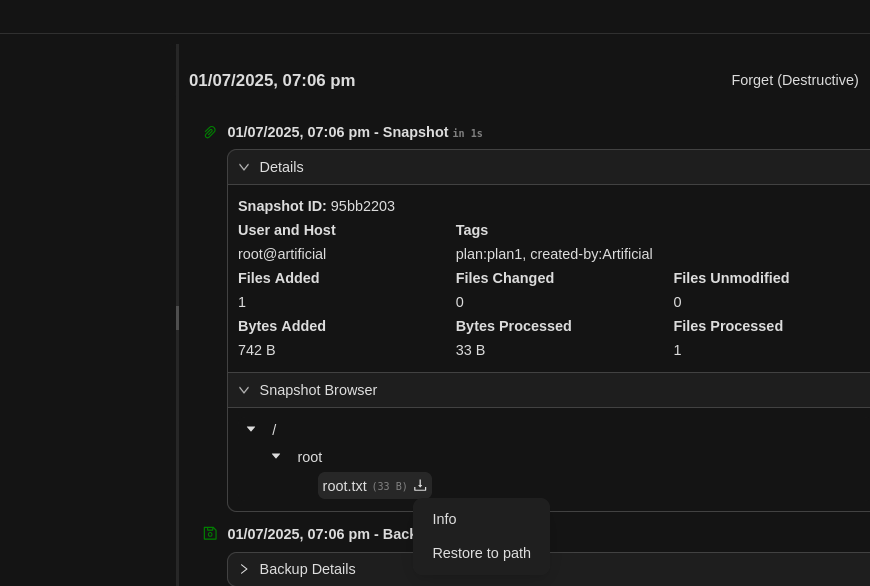 01/07/2025, 07:06 pm Forget (Destructive)
01/07/2025, 07:06 pm - Snapshot in 1s
Details
Snapshot ID: 95bb2203
User and Host Tags
root@artificial plan:plan1, created-by:Artificial
Files Added Files Changed Files Unmodified
1 0 0
Bytes Added Bytes Processed Files Processed
742 B 33 B 1
Snapshot Browser
/
root
root.txt (33 B)
Info
01/07/2025, 07:06 pm - Back
Restore to path
Backup Details